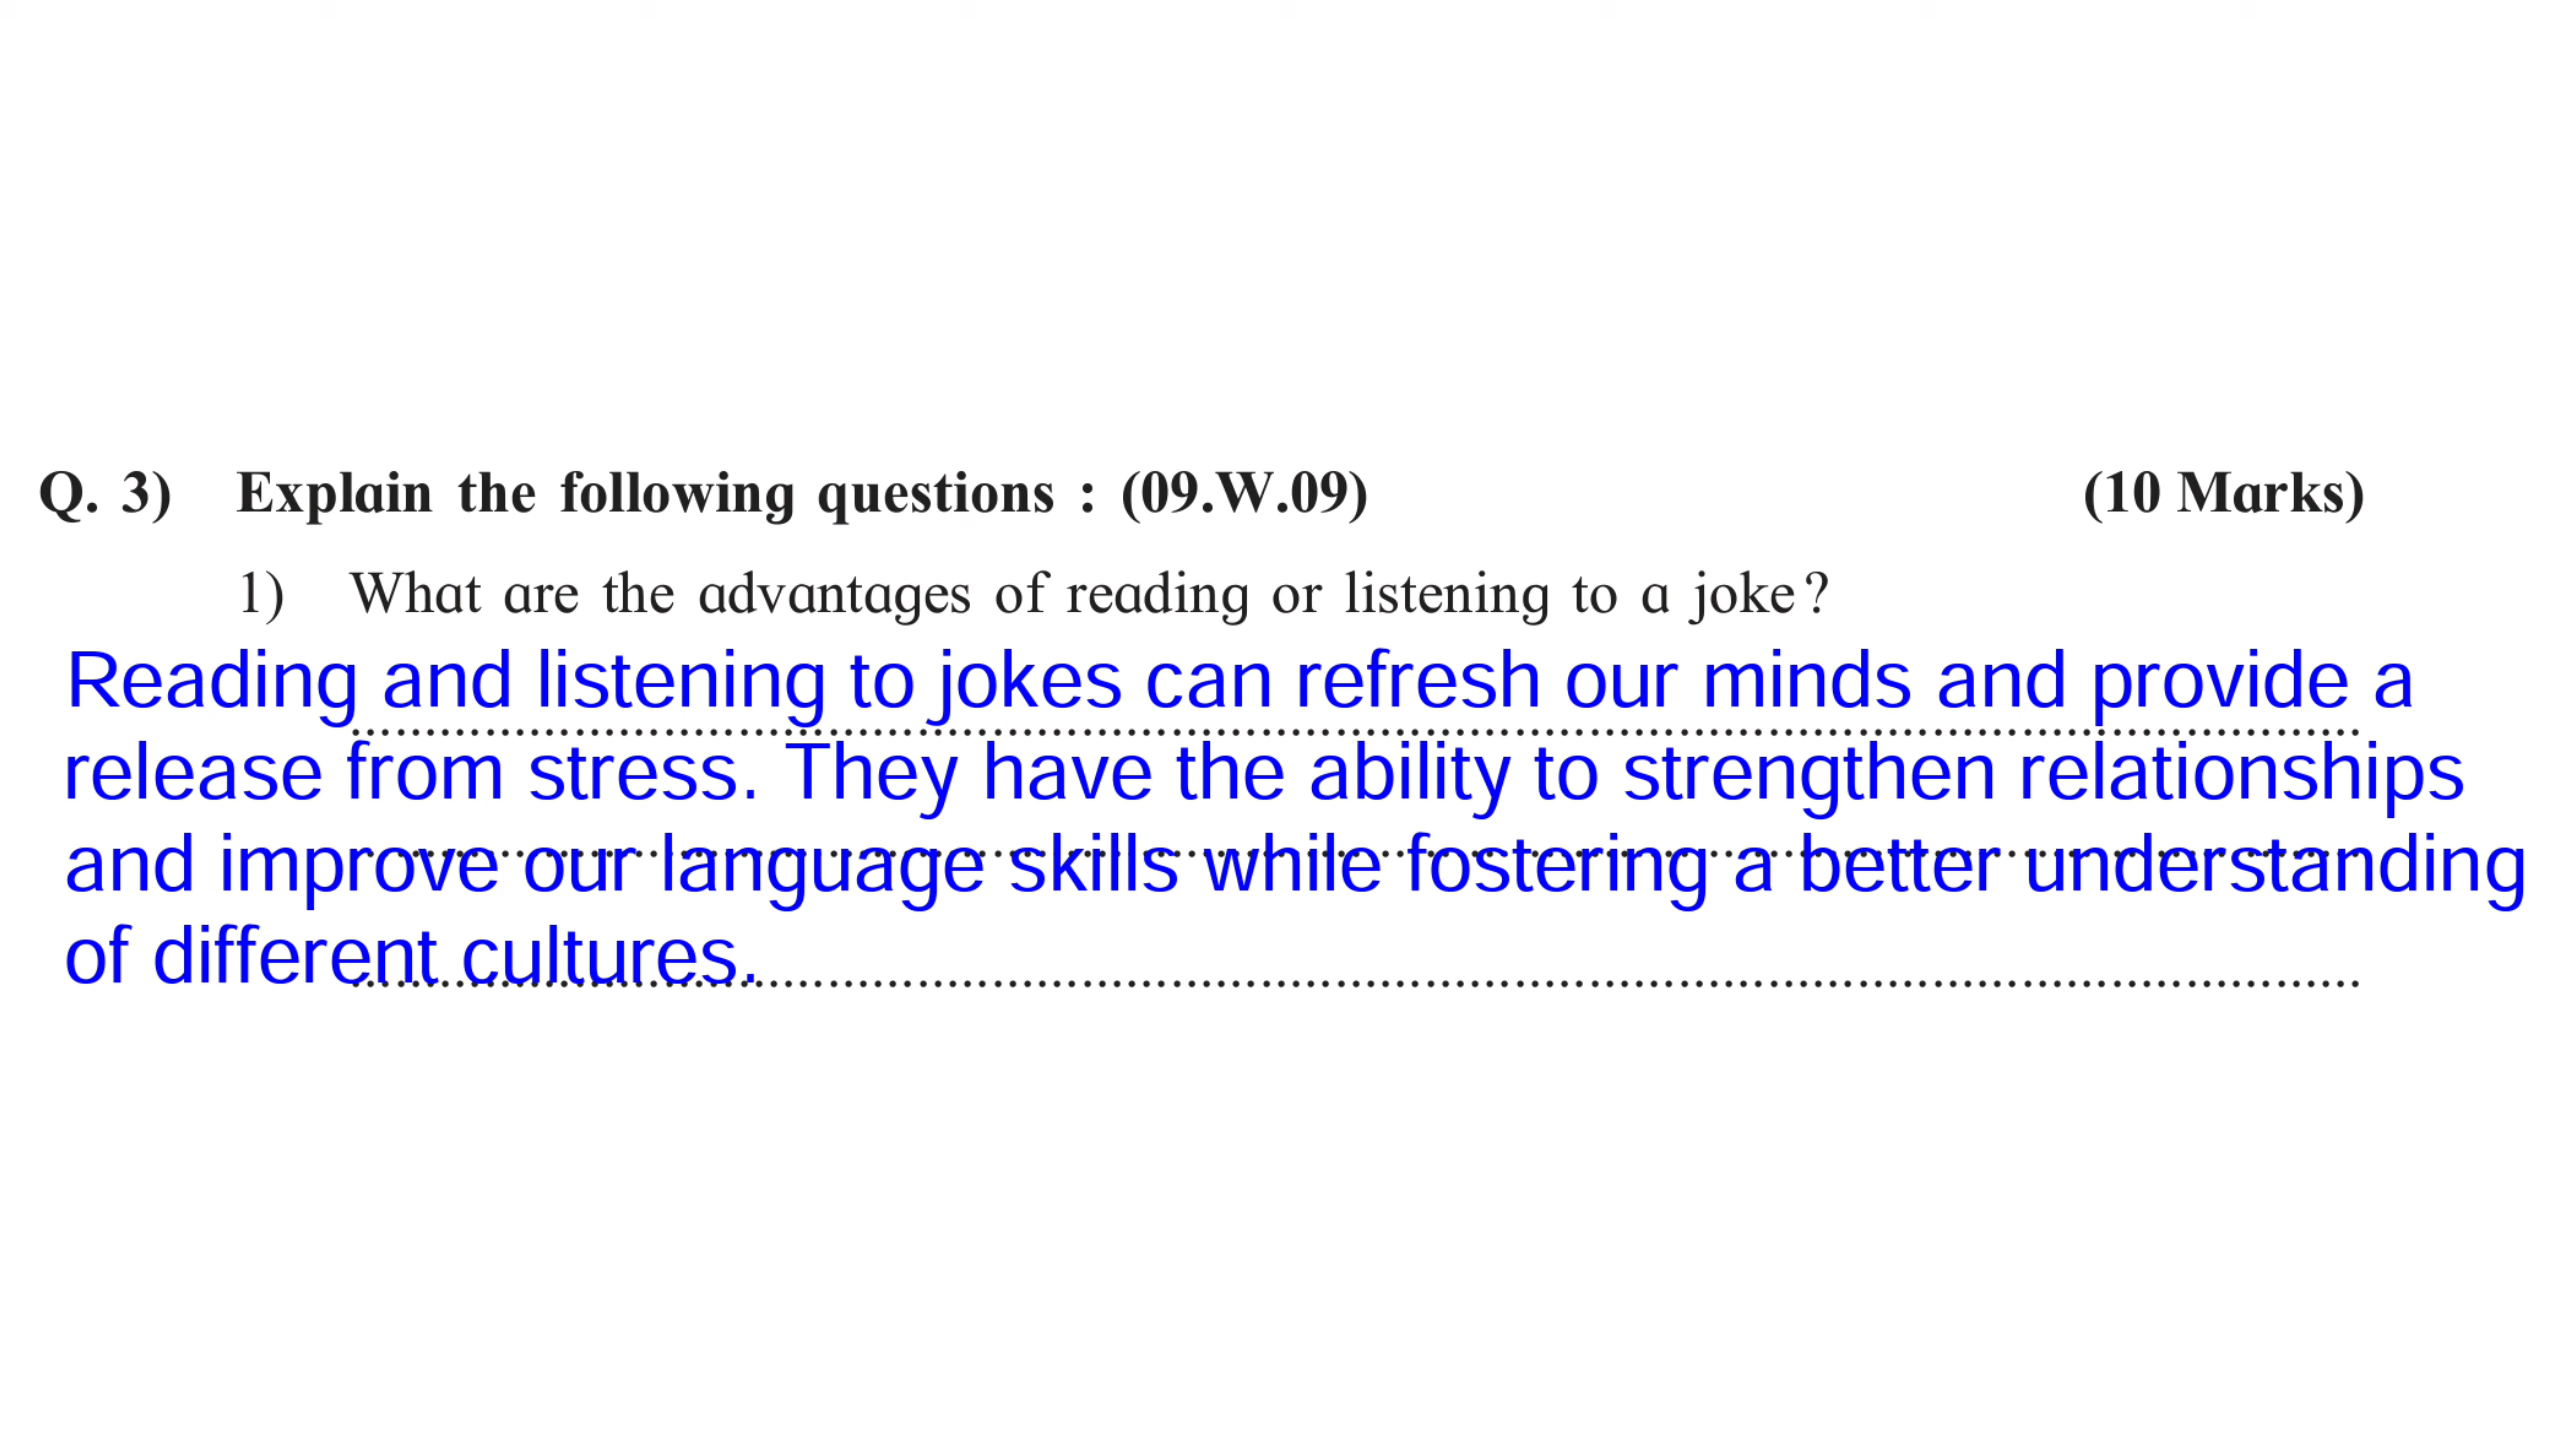 Q. 3) Explain the following questions : (09.W.09) (10 Marks)
1) What are the advantages of reading or listening to a joke?
Reading and listening to jokes can refresh our minds and provide a
release from stress. They have the ability to strengthen relationships
and improve our language skills while fostering a better understanding
of different cultures.